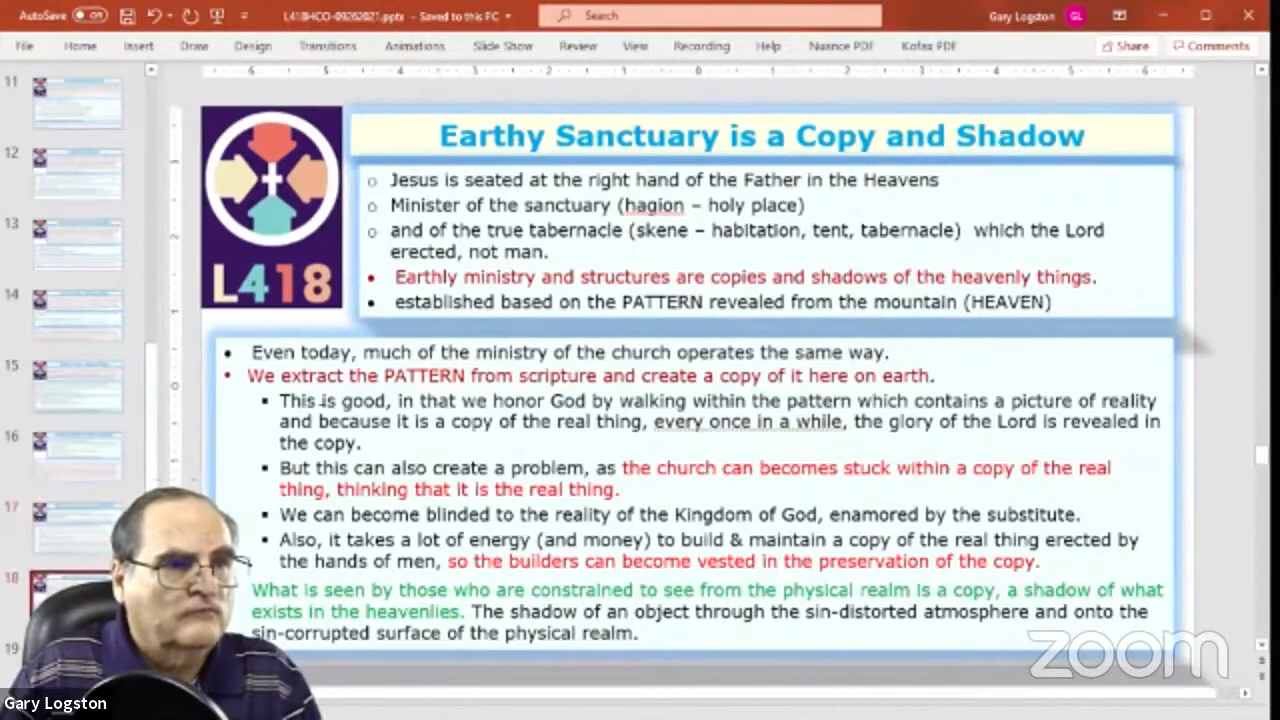 AutoSave Off L418HCO-09262021.pptx - Saved to this PC Search Gary Logston GL
File Home Insert Draw Design Transitions Animations Slide Show Review View Recording Help Nuance PDF Kofax PDF Share Comments
Earthy Sanctuary is a Copy and Shadow
L418
o Jesus is seated at the right hand of the Father in the Heavens
o Minister of the sanctuary (hagion – holy place)
o and of the true tabernacle (skene – habitation, tent, tabernacle) which the Lord
erected, not man.
• Earthly ministry and structures are copies and shadows of the heavenly things.
• established based on the PATTERN revealed from the mountain (HEAVEN)
• Even today, much of the ministry of the church operates the same way.
• We extract the PATTERN from scripture and create a copy of it here on earth.
▪ This is good, in that we honor God by walking within the pattern which contains a picture of reality
and because it is a copy of the real thing, every once in a while, the glory of the Lord is revealed in
the copy.
▪ But this can also create a problem, as the church can becomes stuck within a copy of the real
thing, thinking that it is the real thing.
▪ We can become blinded to the reality of the Kingdom of God, enamored by the substitute.
▪ Also, it takes a lot of energy (and money) to build & maintain a copy of the real thing erected by
the hands of men, so the builders can become vested in the preservation of the copy.
What is seen by those who are constrained to see from the physical realm is a copy, a shadow of what
exists in the heavenlies. The shadow of an object through the sin-distorted atmosphere and onto the
sin-corrupted surface of the physical realm.
11
12
13
14
15
16
17
18
19
zoom
Gary Logston